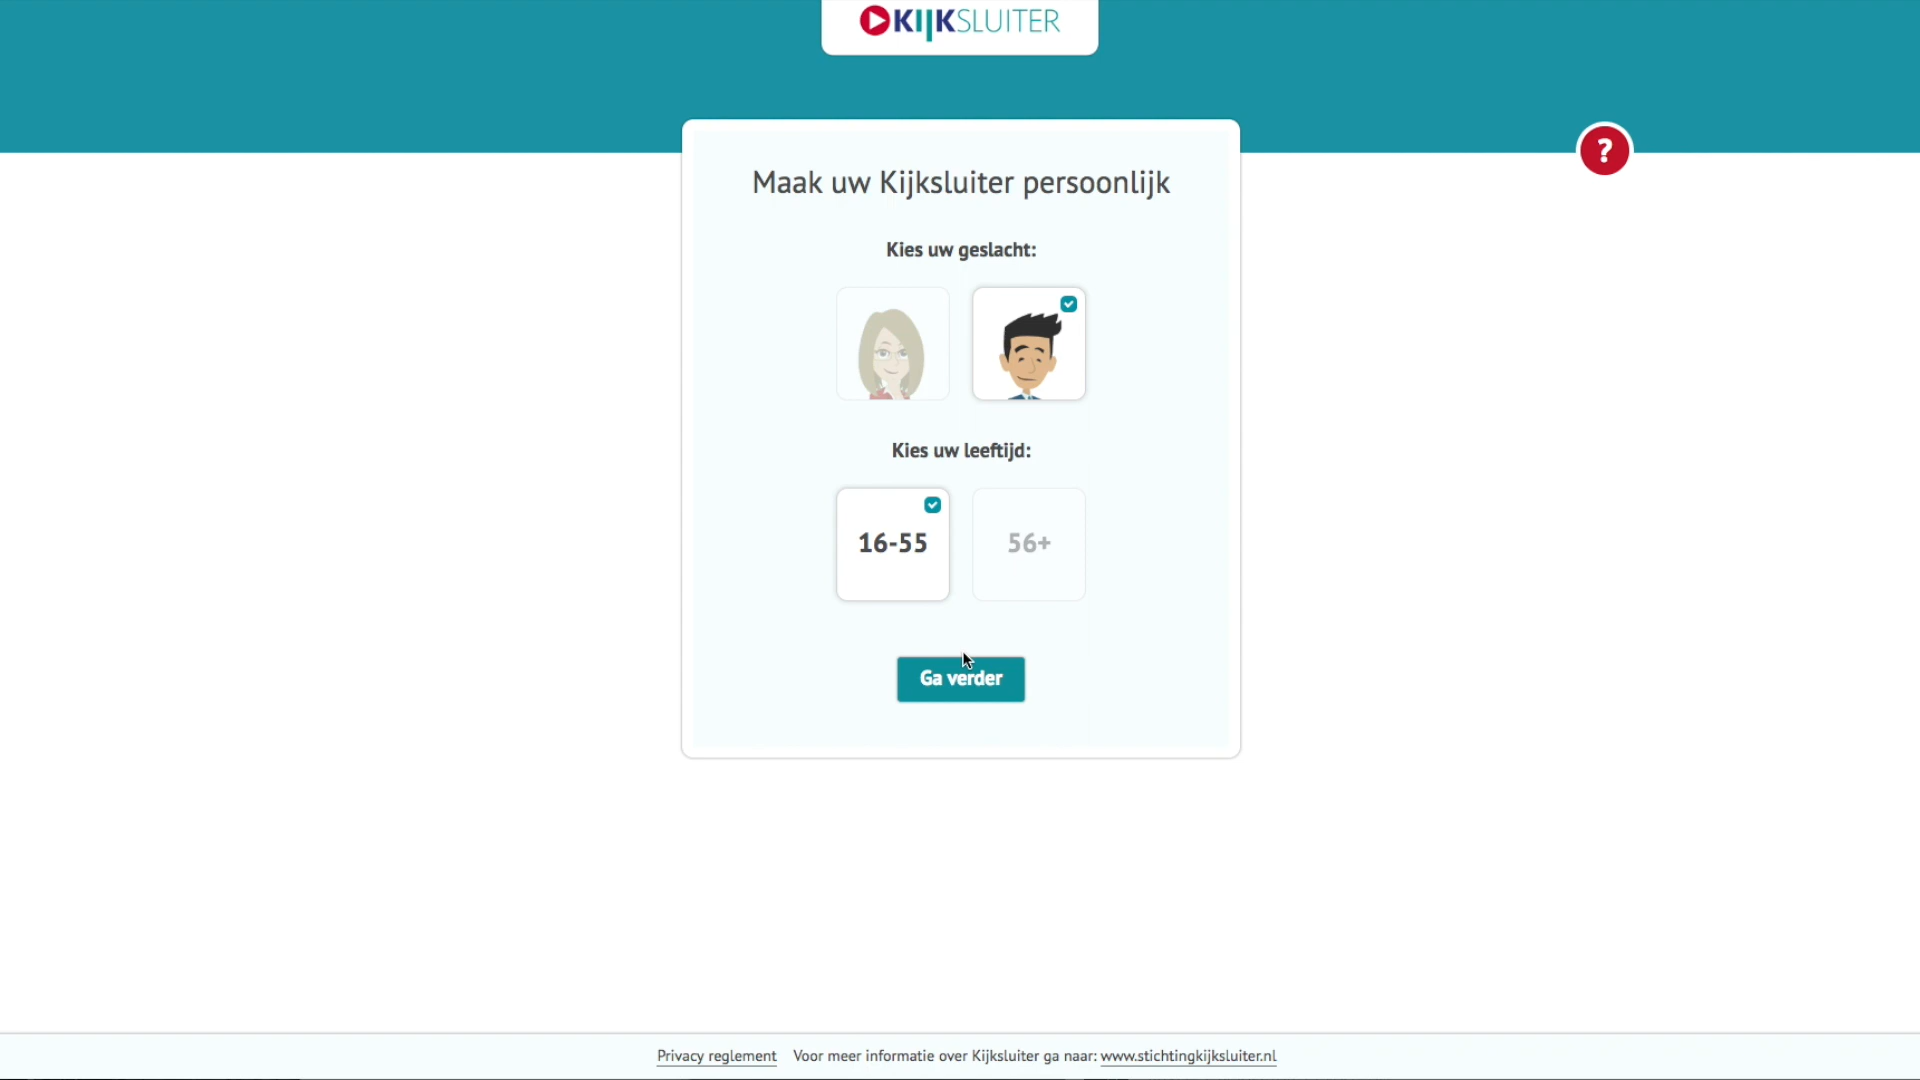 KIJKSLUITER
?
Maak uw Kijksluiter persoonlijk
Kies uw geslacht:
Kies uw leeftijd:
16-55
56+
Ga verder
Privacy reglement Voor meer informatie over Kijksluiter ga naar: www.stichtingkijksluiter.nl